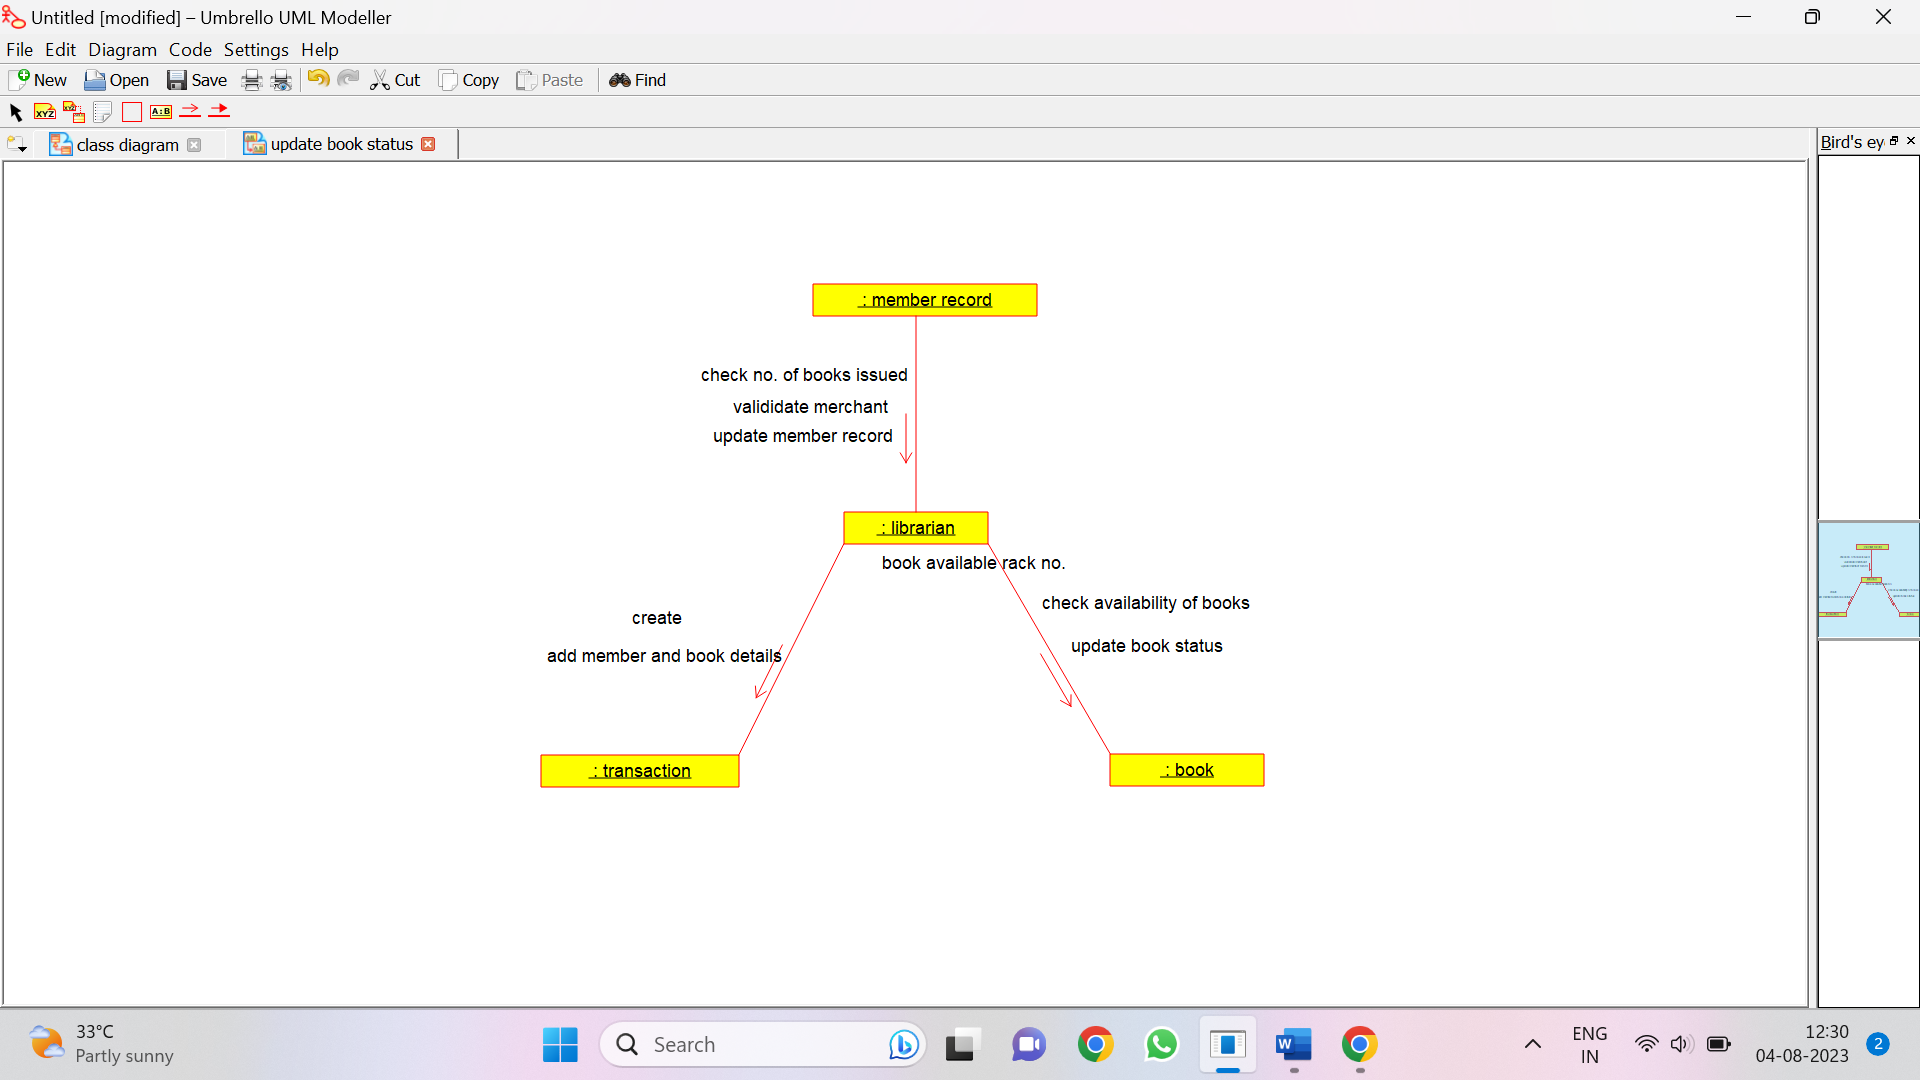 Untitled [modified] – Umbrello UML Modeller
File Edit Diagram Code Settings Help
New Open Save Cut Copy Paste Find
XYZ XYZ A:B
class diagram update book status
Bird's ey
: member record
check no. of books issued
valididate merchant
update member record
: librarian
book available rack no.
check availability of books
create
update book status
add member and book details
: transaction
: book
33°C
Partly sunny
Search
ENG
IN
12:30
04-08-2023
2